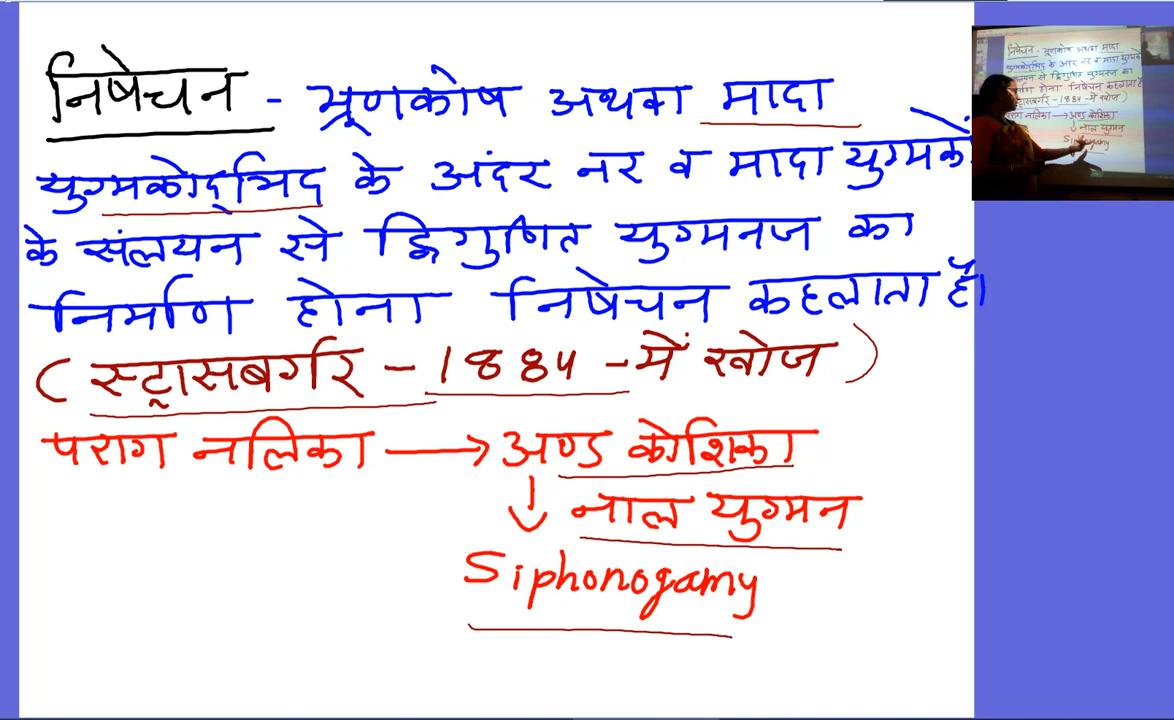 निषेचन - भ्रूणकोष अथवा मादा
युग्मकोद्भिद के अंदर नर व मादा युग्मकों
के संलयन से द्विगुणित युग्मनज का
निर्माण होना निषेचन कहलाता है।
( स्ट्रासबर्गर - 1884 - में खोज )
पराग नलिका → अण्ड कोशिका
↓ नाल युग्मन
Siphonogamy